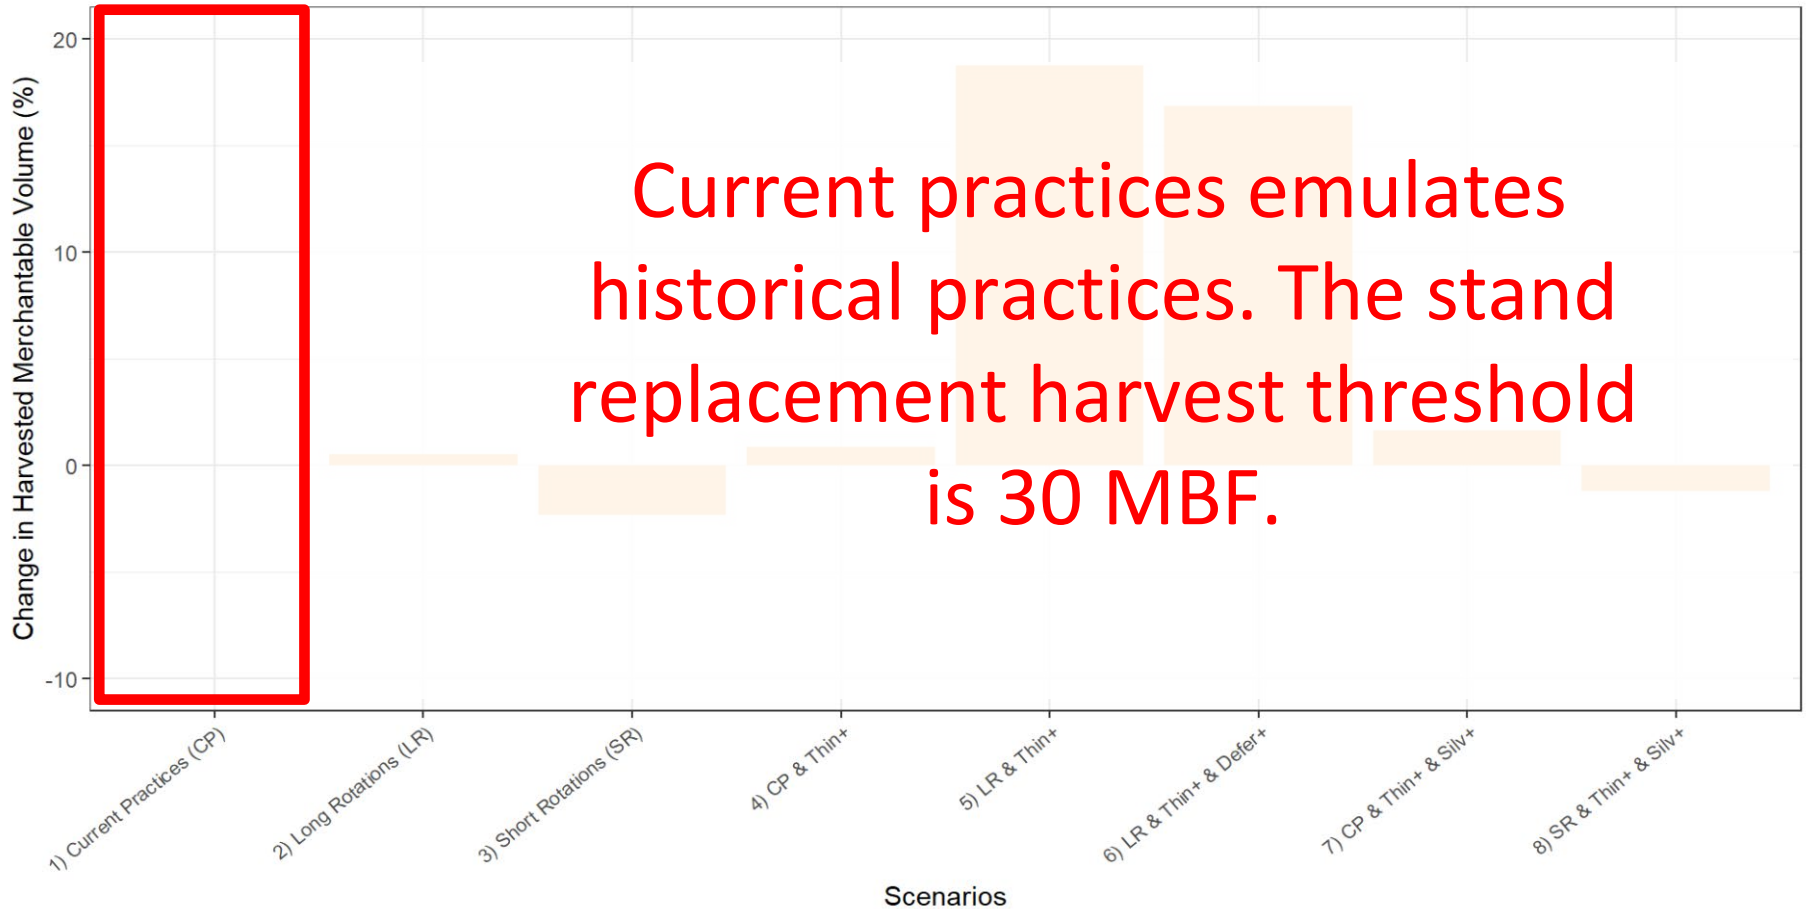 20
10
0
-10
Change in Harvested Merchantable Volume (%)
Current practices emulates
historical practices. The stand
replacement harvest threshold
is 30 MBF.
1) Current Practices (CP)
2) Long Rotations (LR)
3) Short Rotations (SR)
4) CP & Thin+
5) LR & Thin+
6) LR & Thin+ & Defer+
7) CP & Thin+ & Silv+
8) SR & Thin+ & Silv+
Scenarios